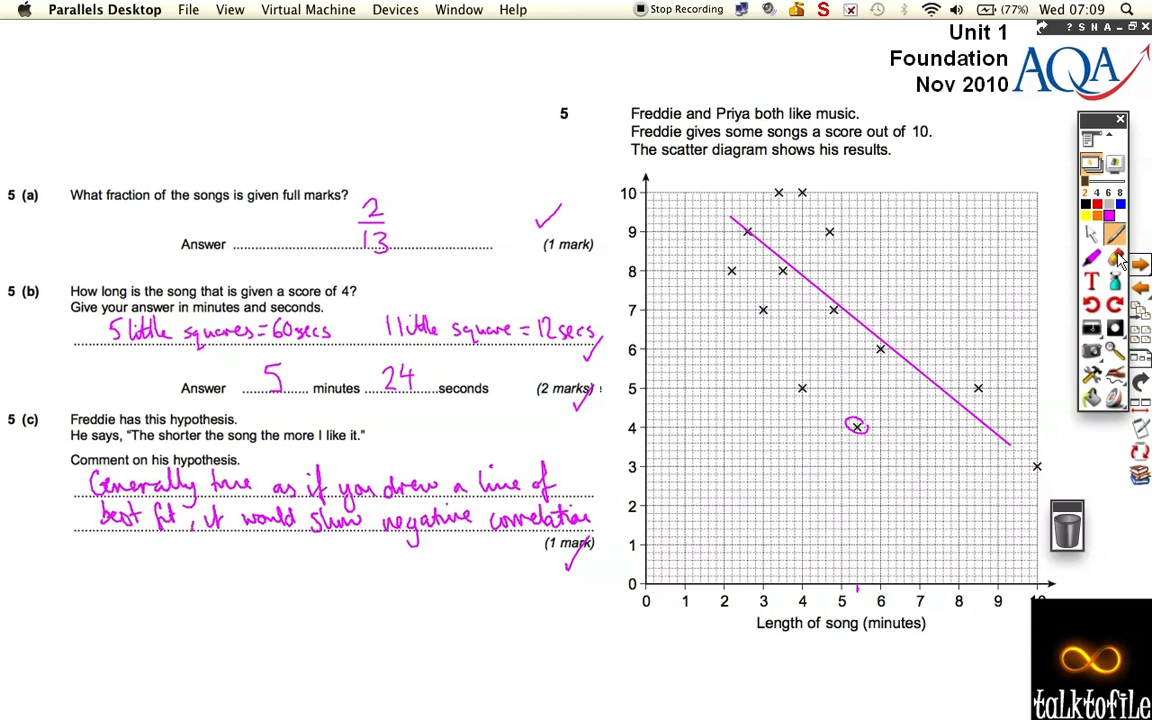 Parallels Desktop File View Virtual Machine Devices Window Help Stop Recording (77%) Wed 07:09
Unit 1
Foundation
Nov 2010
AQA
? S N A
5 Freddie and Priya both like music.
Freddie gives some songs a score out of 10.
The scatter diagram shows his results.
5 (a) What fraction of the songs is given full marks?
2
13
Answer (1 mark)
5 (b) How long is the song that is given a score of 4?
Give your answer in minutes and seconds.
5 little squares = 60secs 1 little square = 12secs
Answer 5 minutes 24 seconds (2 marks)
5 (c) Freddie has this hypothesis.
He says, "The shorter the song the more I like it."
Comment on his hypothesis.
Generally true as if you drew a line of
best fit, it would show negative correlation
(1 mark)
10
9
8
7
6
5
4
3
2
1
0
0 1 2 3 4 5 6 7 8 9 10
Length of song (minutes)
2 4 6 8
T
talktofile